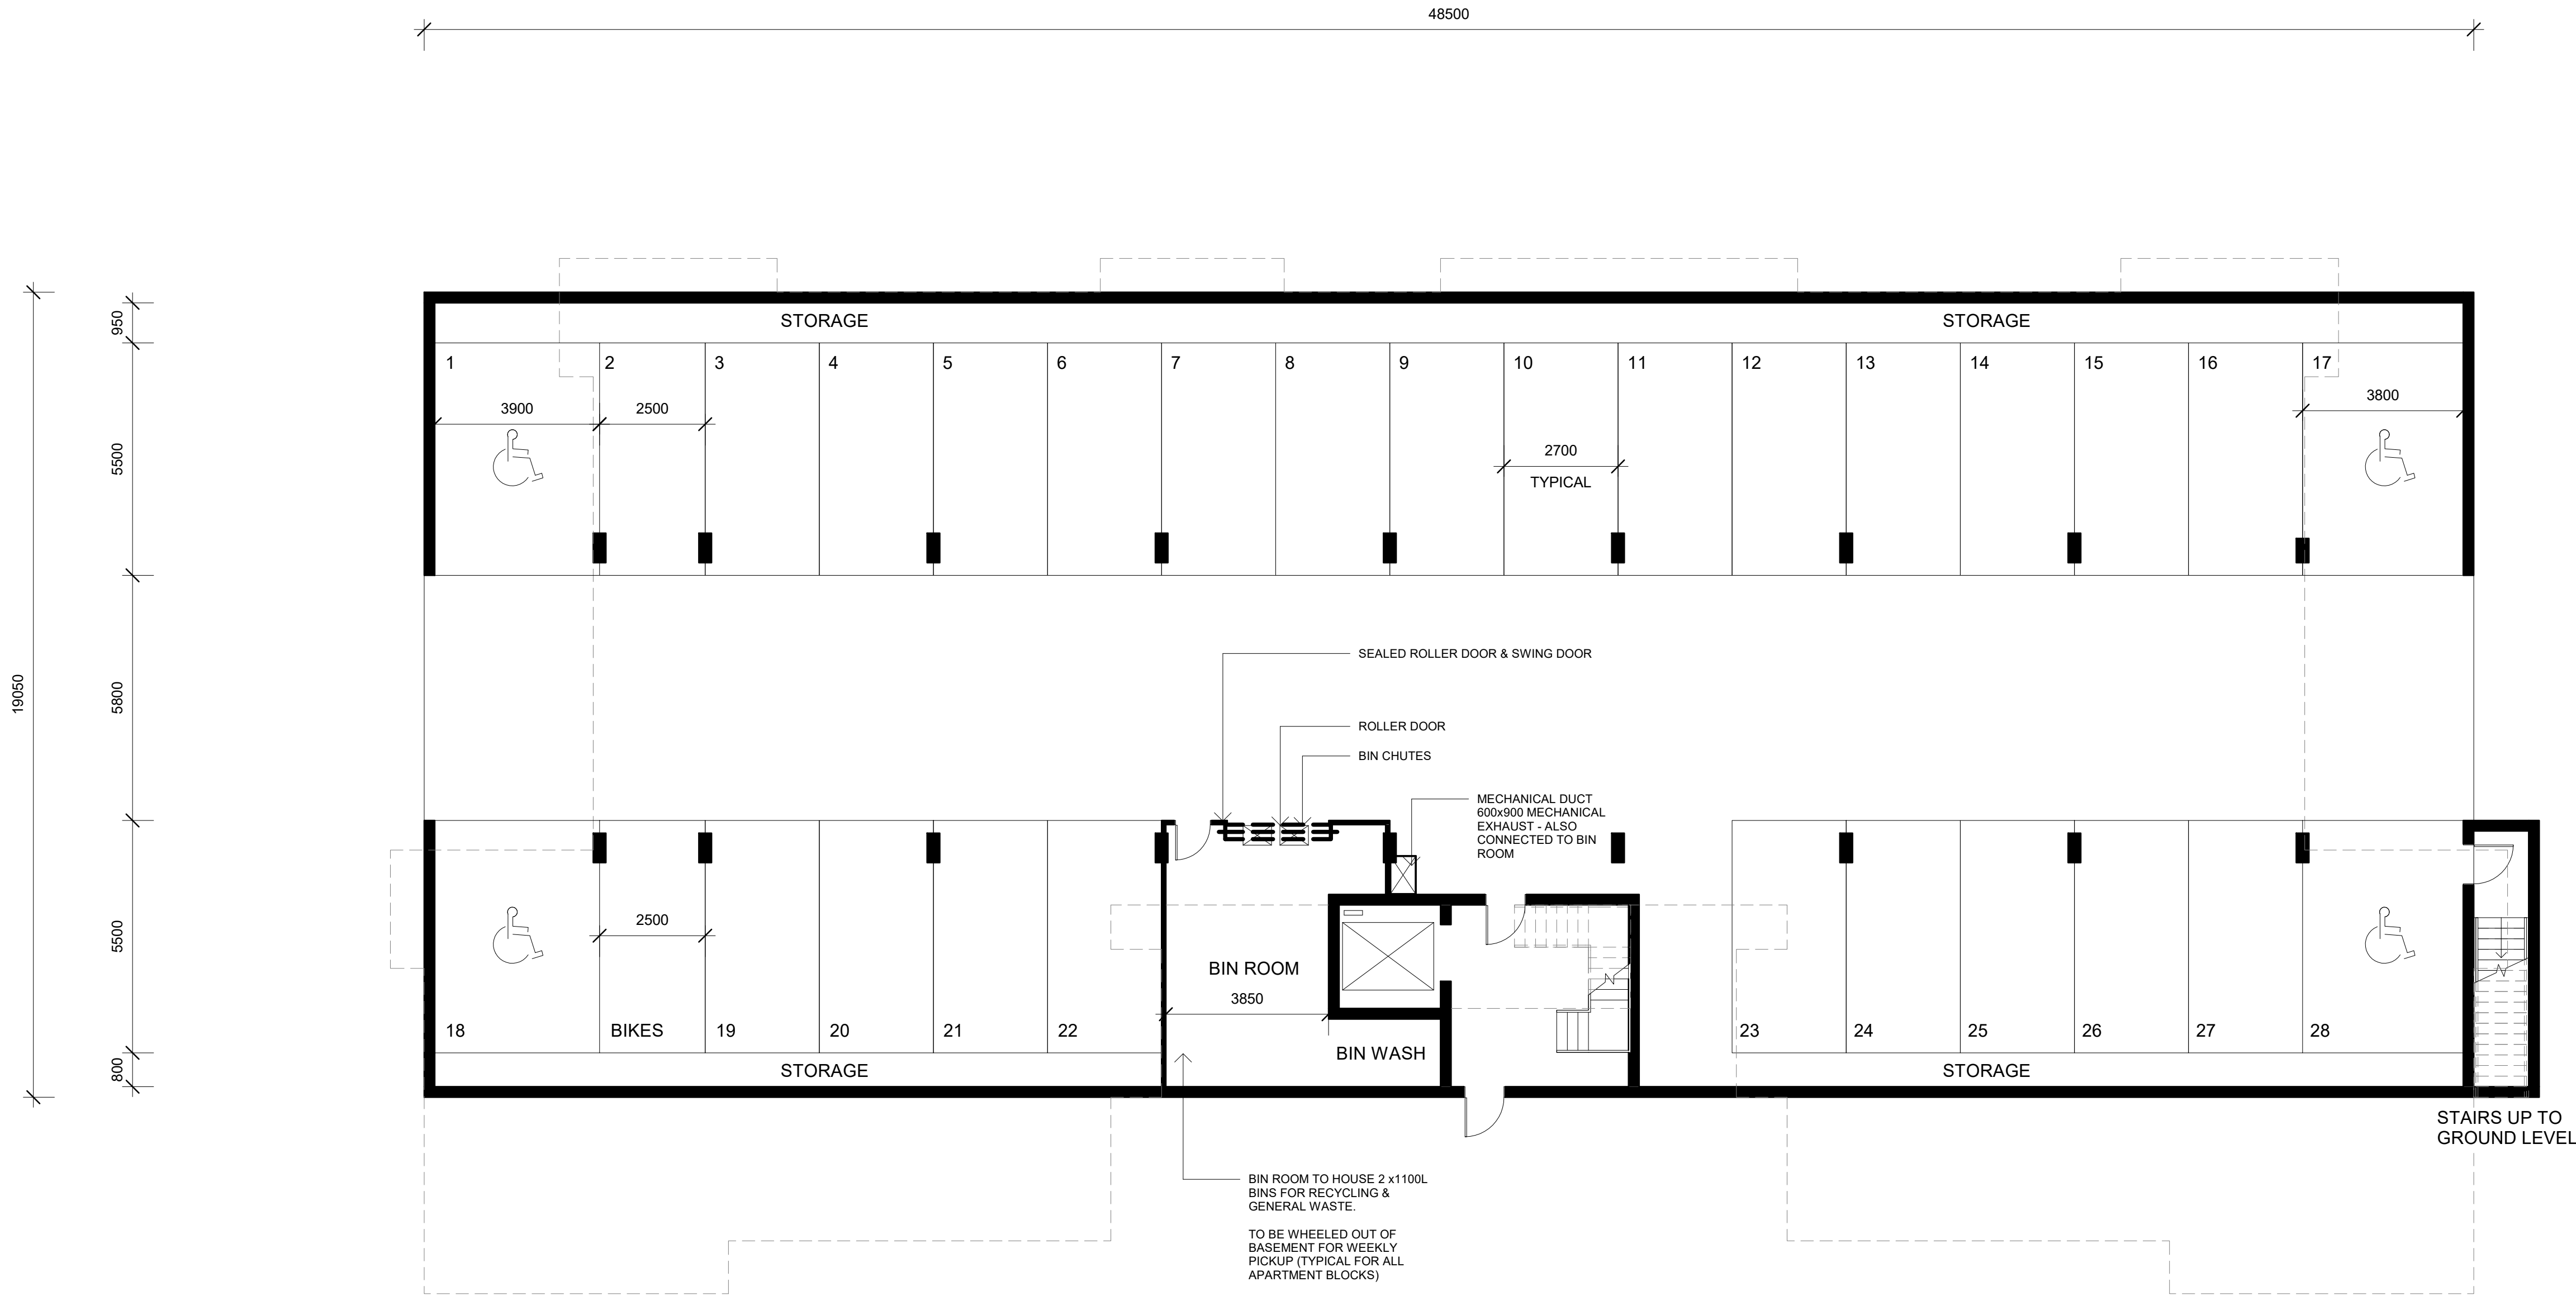 48500
STORAGE
STORAGE
950
1
2
3
4
5
6
7
8
9
10
11
12
13
14
15
16
17
3900
2500
3800
2700
TYPICAL
5500
19050
5800
SEALED ROLLER DOOR & SWING DOOR
ROLLER DOOR
BIN CHUTES
MECHANICAL DUCT
600x900 MECHANICAL
EXHAUST - ALSO
CONNECTED TO BIN
ROOM
5500
2500
BIN ROOM
3850
18
BIKES
19
20
21
22
23
24
25
26
27
28
BIN WASH
800
STORAGE
STORAGE
STAIRS UP TO
GROUND LEVEL
BIN ROOM TO HOUSE 2 x1100L
BINS FOR RECYCLING &
GENERAL WASTE.
TO BE WHEELED OUT OF
BASEMENT FOR WEEKLY
PICKUP (TYPICAL FOR ALL
APARTMENT BLOCKS)